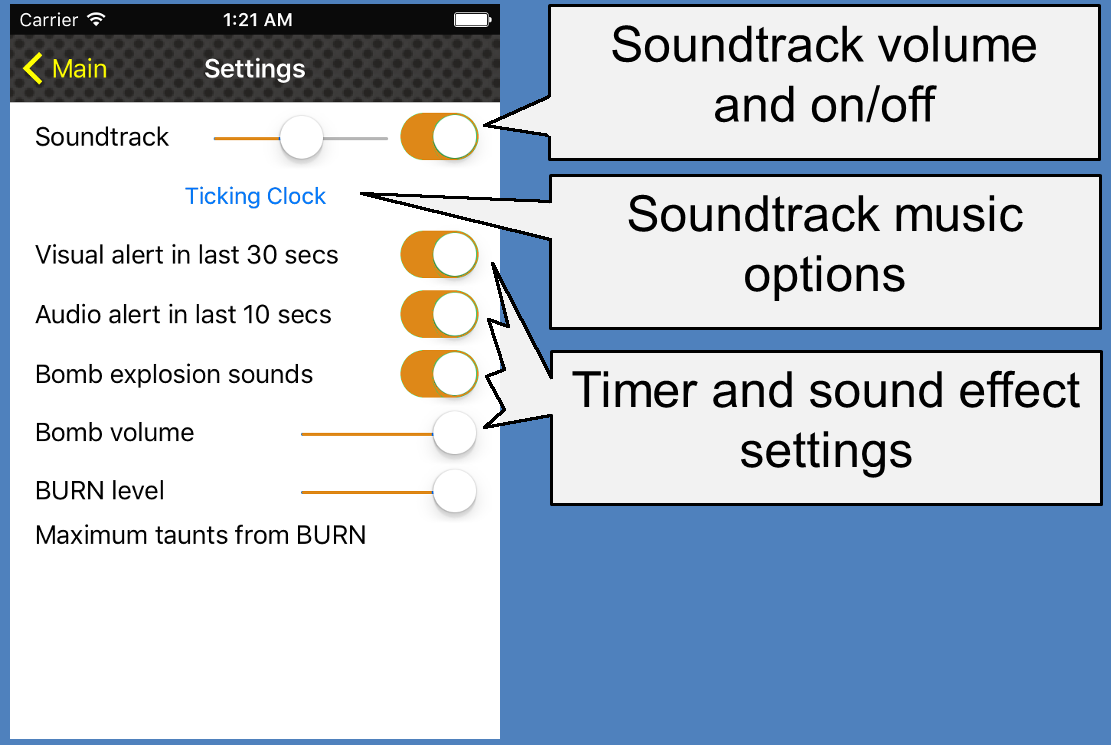 Carrier 1:21 AM
Main Settings
Soundtrack
Ticking Clock
Visual alert in last 30 secs
Audio alert in last 10 secs
Bomb explosion sounds
Bomb volume
BURN level
Maximum taunts from BURN
Soundtrack volume
and on/off
Soundtrack music
options
Timer and sound effect
settings